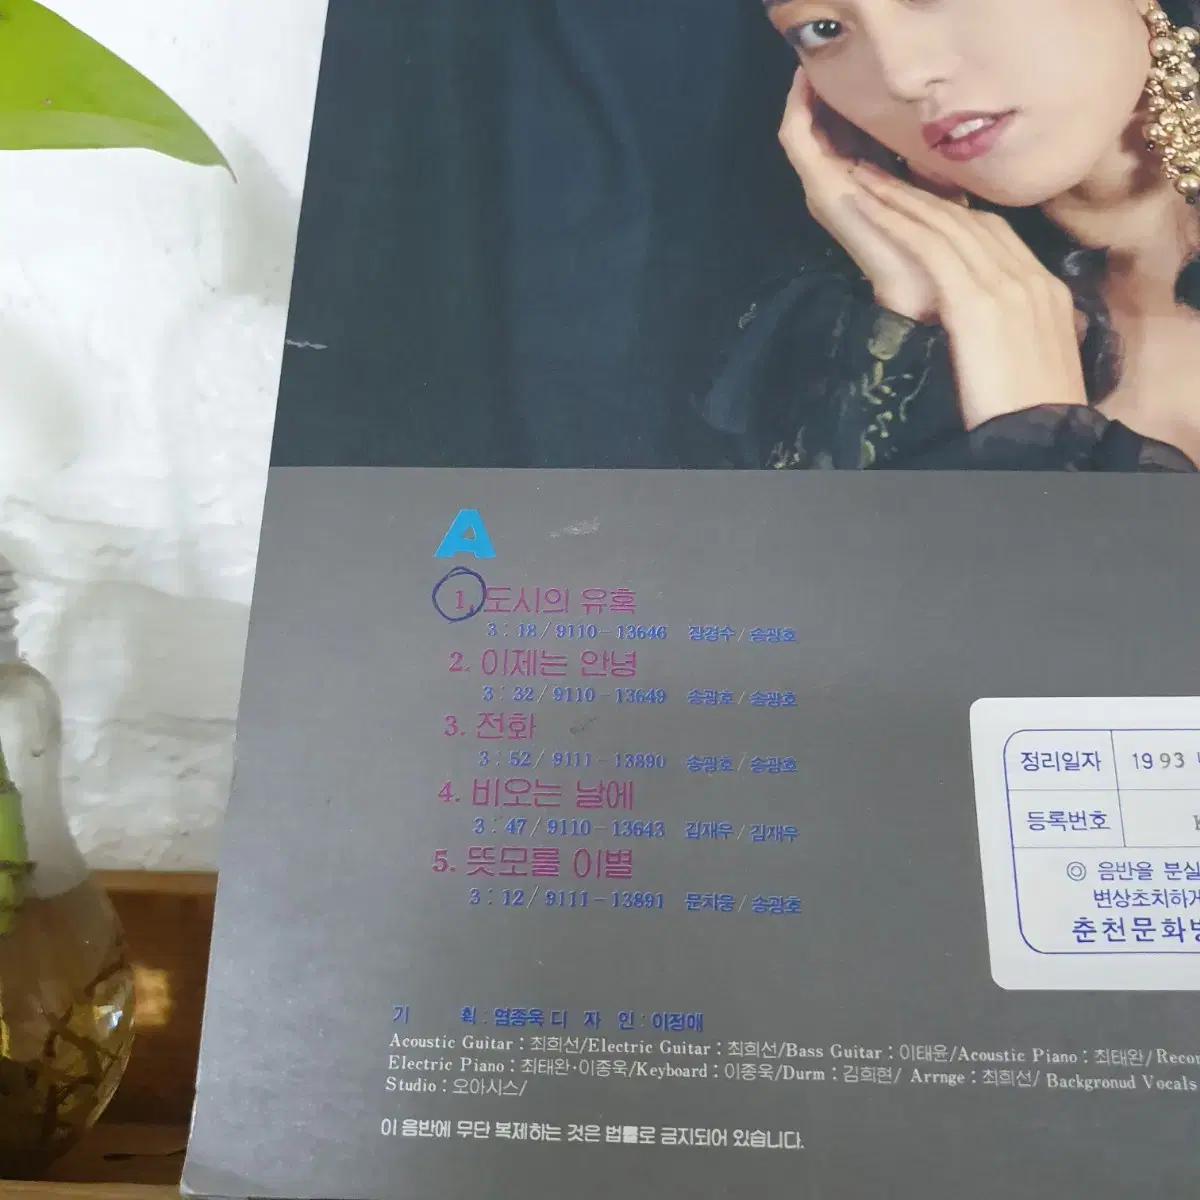 A
1. 도시의 유혹
3 : 18 / 9110 - 13646 장경수 / 송광호
2. 이제는 안녕
3 : 32 / 9110 - 13649 송광호 / 송광호
3. 전화
3 : 52 / 9111 - 13890 송광호 / 송광호
4. 비오는 날에
3 : 47 / 9110 - 13643 김재우 / 김재우
5. 뜻모를 이별
3 : 12 / 9111 - 13891 문치웅 / 송광호
정리일자 1993
등록번호
◎ 음반을 분실
변상조치하게
춘천문화방
기 획 : 염종욱 디 자 인 : 이정애
Acoustic Guitar : 최희선/Electric Guitar : 최희선/Bass Guitar : 이태윤/Acoustic Piano : 최태완/ Recor
Electric Piano : 최태완·이종욱/Keyboard : 이종욱/Durm : 김희현/ Arrnge : 최희선/ Backgronud Vocals
Studio : 오아시스/
이 음반에 무단 복제하는 것은 법률로 금지되어 있습니다.